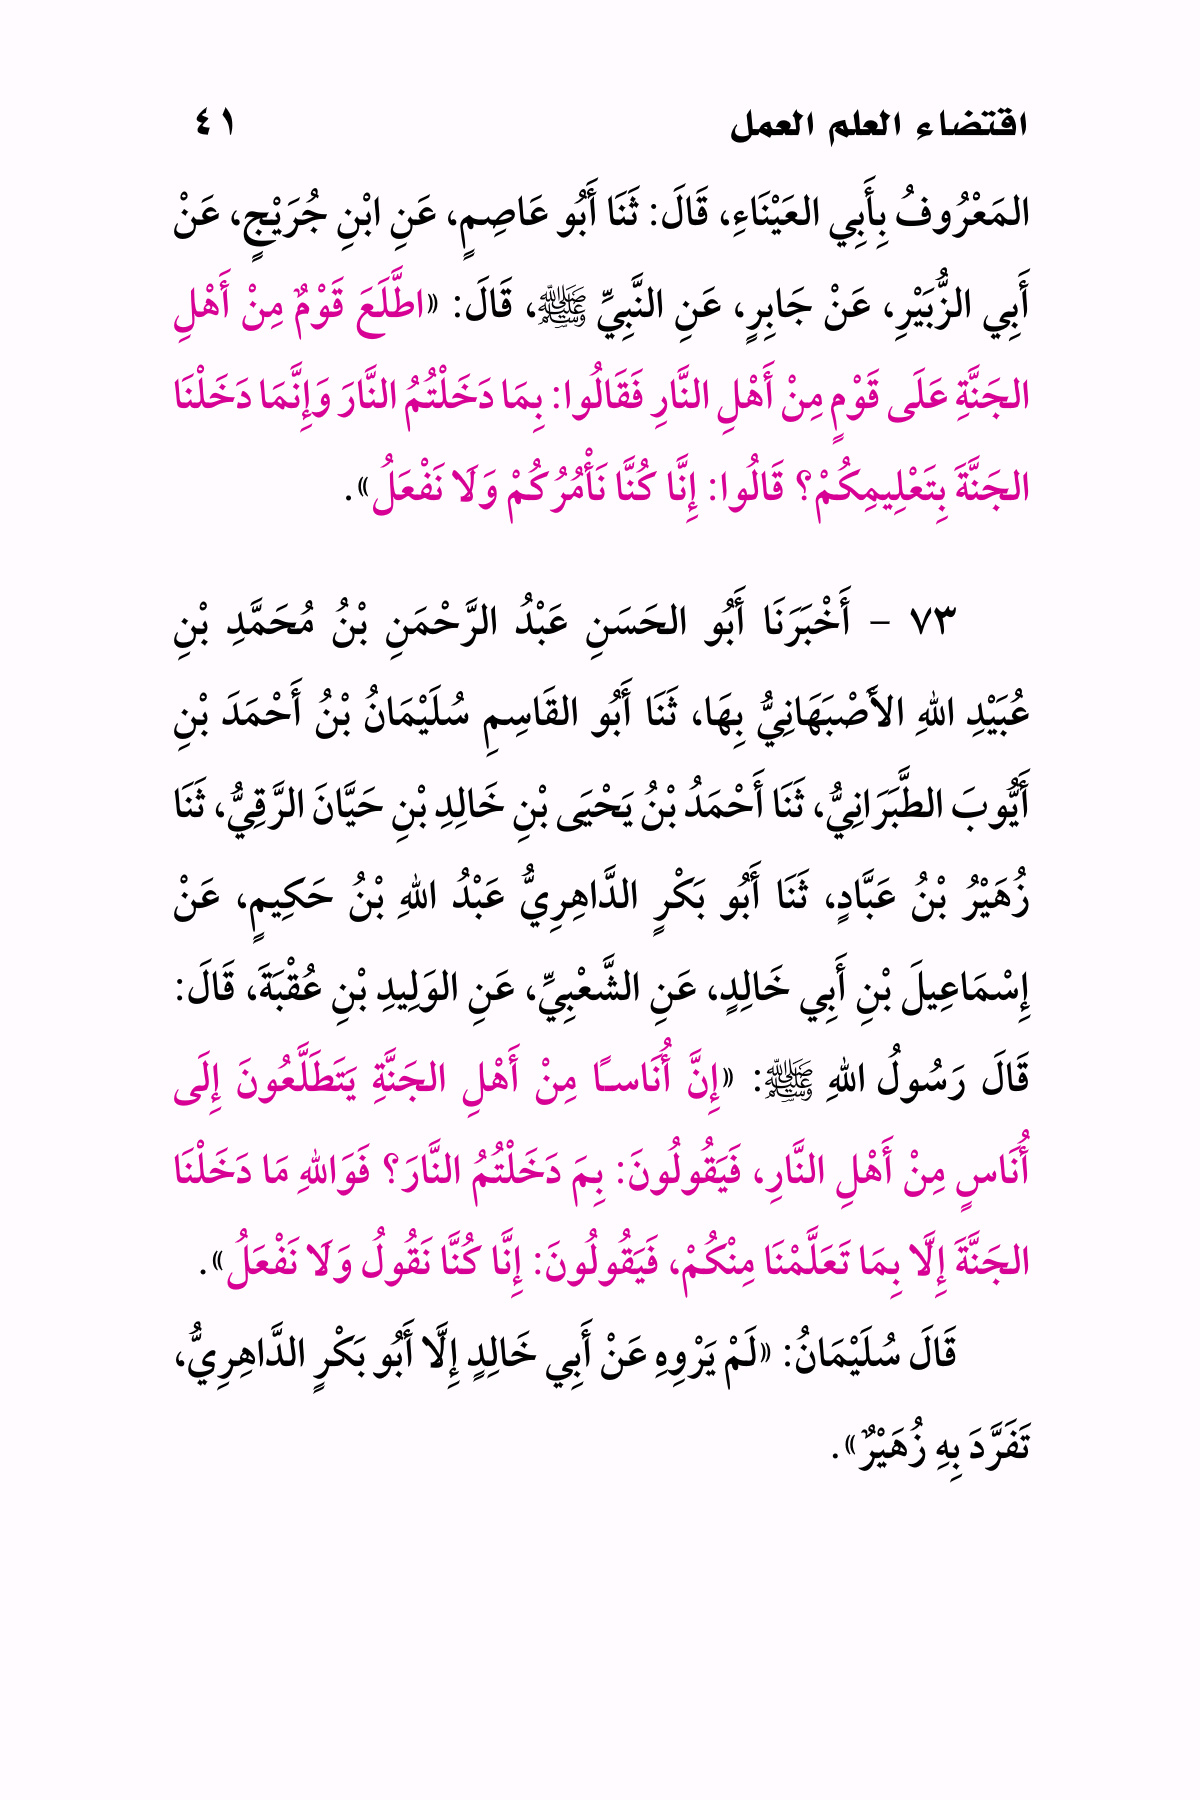 اقتضاء العلم العمل ٤١
المَعْرُوفُ بِأَبِي العَيْنَاءِ، قَالَ: ثَنَا أَبُو عَاصِمٍ، عَنِ ابْنِ جُرَيْجٍ، عَنْ
أَبِي الزُّبَيْرِ، عَنْ جَابِرٍ، عَنِ النَّبِيِّ ﷺ، قَالَ: «اطَّلَعَ قَوْمٌ مِنْ أَهْلِ
الجَنَّةِ عَلَى قَوْمٍ مِنْ أَهْلِ النَّارِ فَقَالُوا: بِمَا دَخَلْتُمُ النَّارَ وَإِنَّمَا دَخَلْنَا
الجَنَّةَ بِتَعْلِيمِكُمْ؟ قَالُوا: إِنَّا كُنَّا نَأْمُرُكُمْ وَلَا نَفْعَلُ».
٧٣ – أَخْبَرَنَا أَبُو الحَسَنِ عَبْدُ الرَّحْمَنِ بْنُ مُحَمَّدِ بْنِ
عُبَيْدِ اللهِ الأَصْبَهَانِيُّ بِهَا، ثَنَا أَبُو القَاسِمِ سُلَيْمَانُ بْنُ أَحْمَدَ بْنِ
أَيُّوبَ الطَّبَرَانِيُّ، ثَنَا أَحْمَدُ بْنُ يَحْيَى بْنِ خَالِدِ بْنِ حَيَّانَ الرَّقِيُّ، ثَنَا
زُهَيْرُ بْنُ عَبَّادٍ، ثَنَا أَبُو بَكْرٍ الدَّاهِرِيُّ عَبْدُ اللهِ بْنُ حَكِيمٍ، عَنْ
إِسْمَاعِيلَ بْنِ أَبِي خَالِدٍ، عَنِ الشَّعْبِيِّ، عَنِ الوَلِيدِ بْنِ عُقْبَةَ، قَالَ:
قَالَ رَسُولُ اللهِ ﷺ: «إِنَّ أُنَاسًا مِنْ أَهْلِ الجَنَّةِ يَتَطَلَّعُونَ إِلَى
أُنَاسٍ مِنْ أَهْلِ النَّارِ، فَيَقُولُونَ: بِمَ دَخَلْتُمُ النَّارَ؟ فَوَاللهِ مَا دَخَلْنَا
الجَنَّةَ إِلَّا بِمَا تَعَلَّمْنَا مِنْكُمْ، فَيَقُولُونَ: إِنَّا كُنَّا نَقُولُ وَلَا نَفْعَلُ».
قَالَ سُلَيْمَانُ: «لَمْ يَرْوِهِ عَنْ أَبِي خَالِدٍ إِلَّا أَبُو بَكْرٍ الدَّاهِرِيُّ،
تَفَرَّدَ بِهِ زُهَيْرٌ».